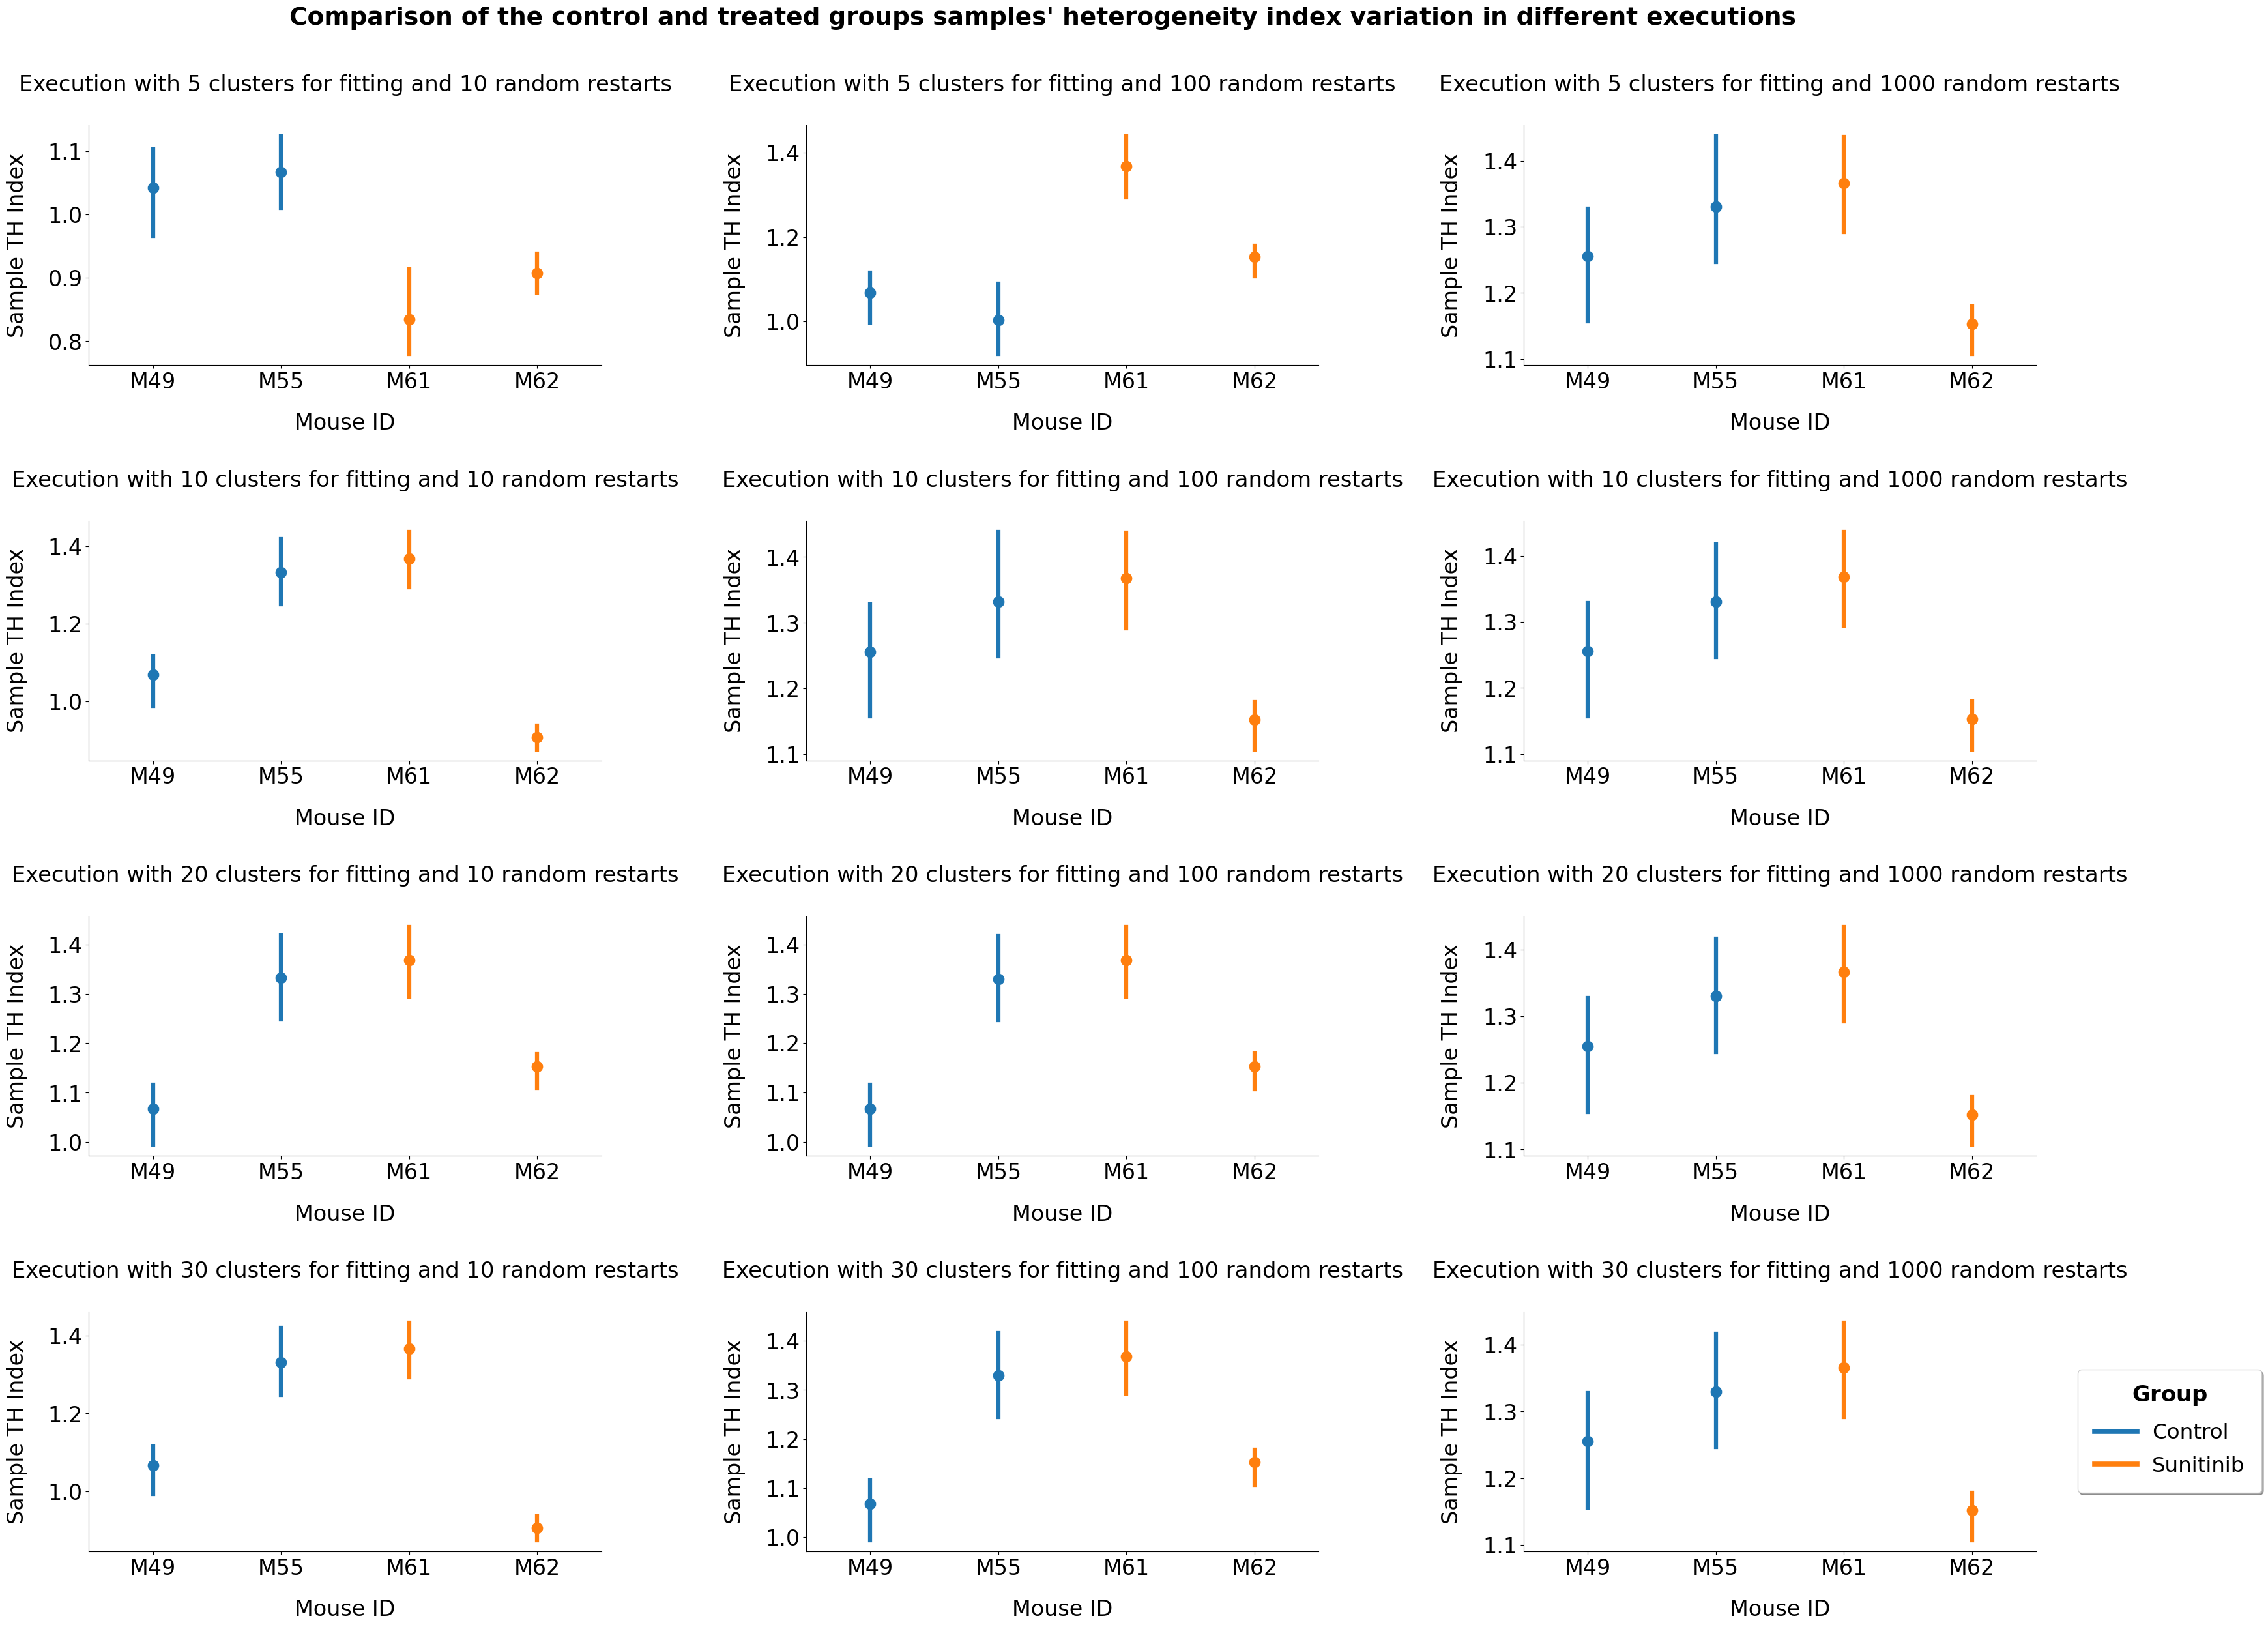 Comparison of the control and treated groups samples' heterogeneity index variation in different executions
Execution with 5 clusters for fitting and 10 random restarts
Sample TH Index
1.1
1.0
0.9
0.8
M49 M55 M61 M62
Mouse ID
Execution with 5 clusters for fitting and 100 random restarts
Sample TH Index
1.4
1.2
1.0
M49 M55 M61 M62
Mouse ID
Execution with 5 clusters for fitting and 1000 random restarts
Sample TH Index
1.4
1.3
1.2
1.1
M49 M55 M61 M62
Mouse ID
Execution with 10 clusters for fitting and 10 random restarts
Sample TH Index
1.4
1.2
1.0
M49 M55 M61 M62
Mouse ID
Execution with 10 clusters for fitting and 100 random restarts
Sample TH Index
1.4
1.3
1.2
1.1
M49 M55 M61 M62
Mouse ID
Execution with 10 clusters for fitting and 1000 random restarts
Sample TH Index
1.4
1.3
1.2
1.1
M49 M55 M61 M62
Mouse ID
Execution with 20 clusters for fitting and 10 random restarts
Sample TH Index
1.4
1.3
1.2
1.1
1.0
M49 M55 M61 M62
Mouse ID
Execution with 20 clusters for fitting and 100 random restarts
Sample TH Index
1.4
1.3
1.2
1.1
1.0
M49 M55 M61 M62
Mouse ID
Execution with 20 clusters for fitting and 1000 random restarts
Sample TH Index
1.4
1.3
1.2
1.1
M49 M55 M61 M62
Mouse ID
Execution with 30 clusters for fitting and 10 random restarts
Sample TH Index
1.4
1.2
1.0
M49 M55 M61 M62
Mouse ID
Execution with 30 clusters for fitting and 100 random restarts
Sample TH Index
1.4
1.3
1.2
1.1
1.0
M49 M55 M61 M62
Mouse ID
Execution with 30 clusters for fitting and 1000 random restarts
Sample TH Index
1.4
1.3
1.2
1.1
M49 M55 M61 M62
Mouse ID
Group
Control
Sunitinib